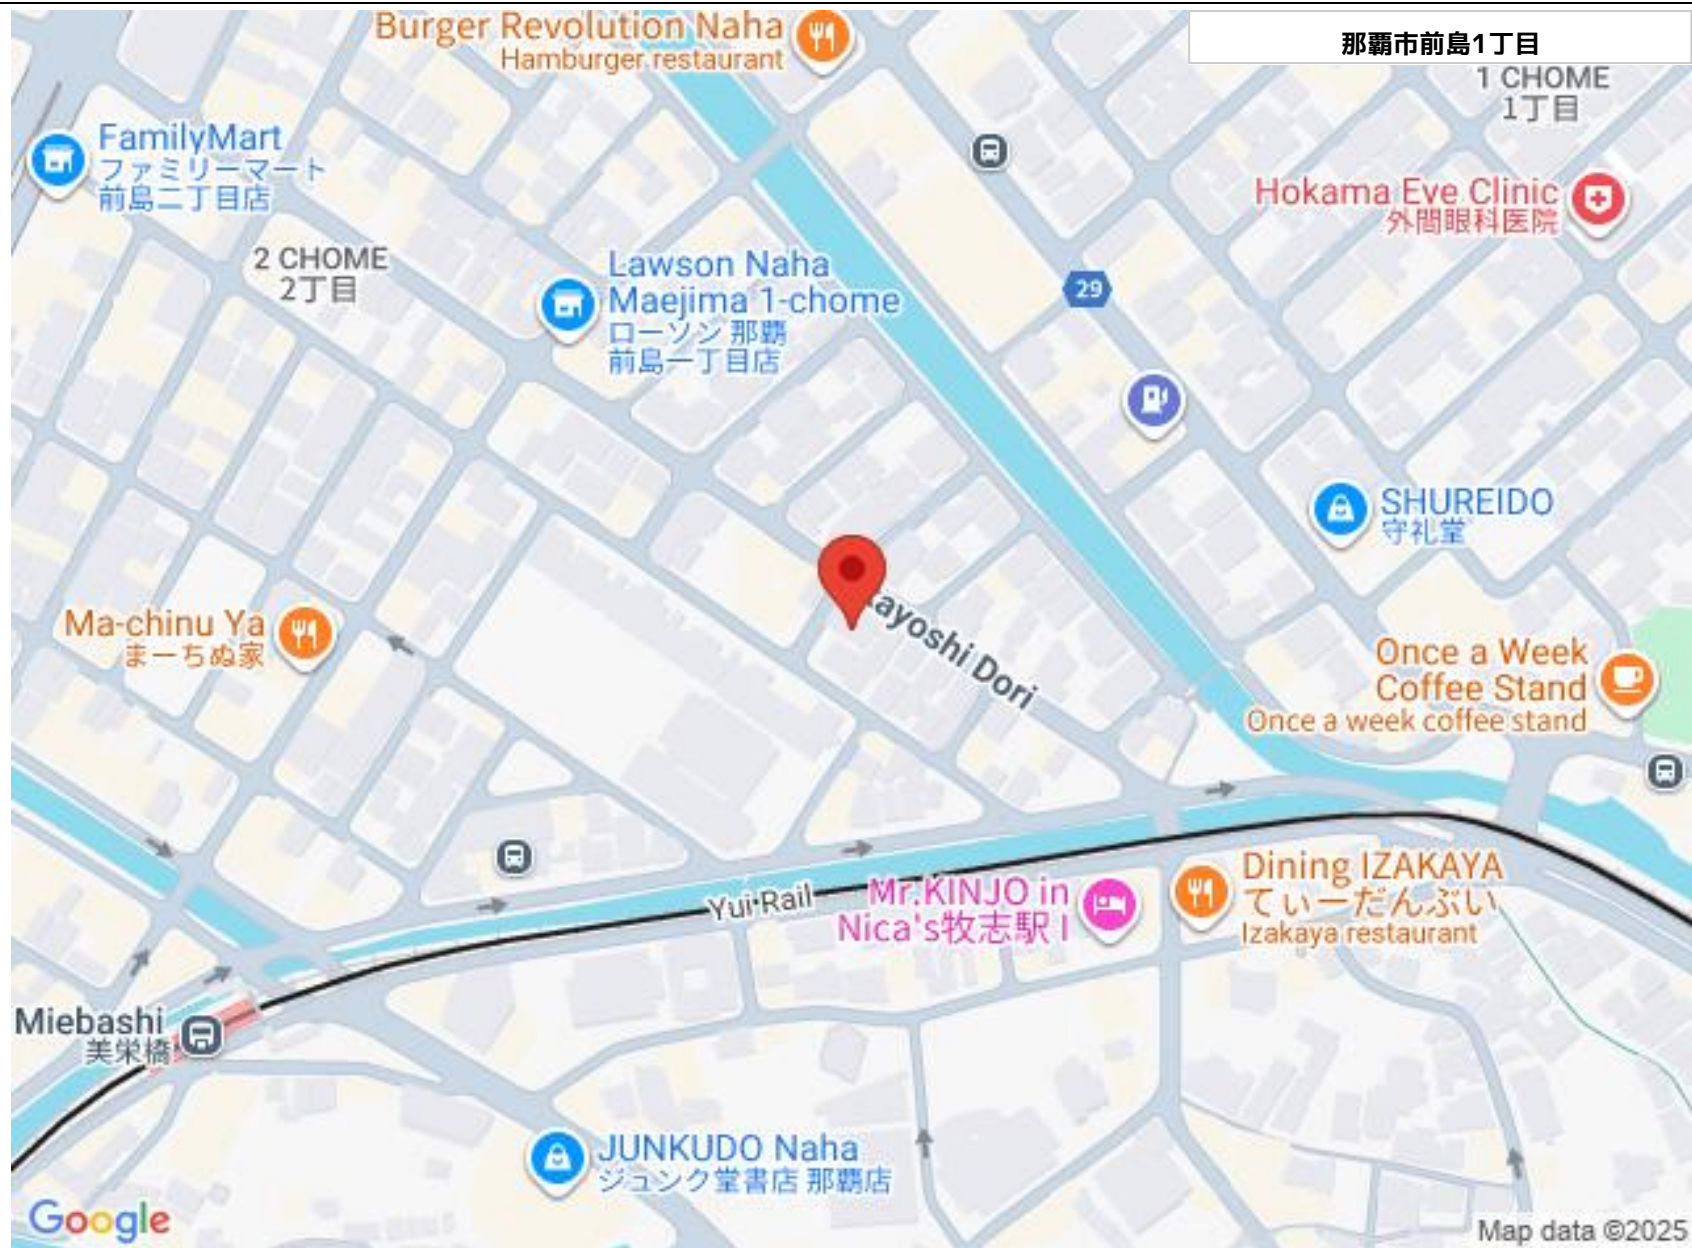 那覇市前島1丁目
Burger Revolution Naha
Hamburger restaurant
1 CHOME
1丁目
FamilyMart
ファミリーマート
前島二丁目店
Hokama Eye Clinic
外間眼科医院
2 CHOME
2丁目
Lawson Naha
Maejima 1-chome
ローソン 那覇
前島一丁目店
29
SHUREIDO
守礼堂
Ma-chinu Ya
まーちぬ家
tayoshi Dori
Once a Week
Coffee Stand
Once a week coffee stand
Yui Rail
Mr.KINJO in
Nica's牧志駅 I
Dining IZAKAYA
てぃーだんぶい
Izakaya restaurant
Miebashi
美栄橋
JUNKUDO Naha
ジュンク堂書店 那覇店
Google
Map data ©2025